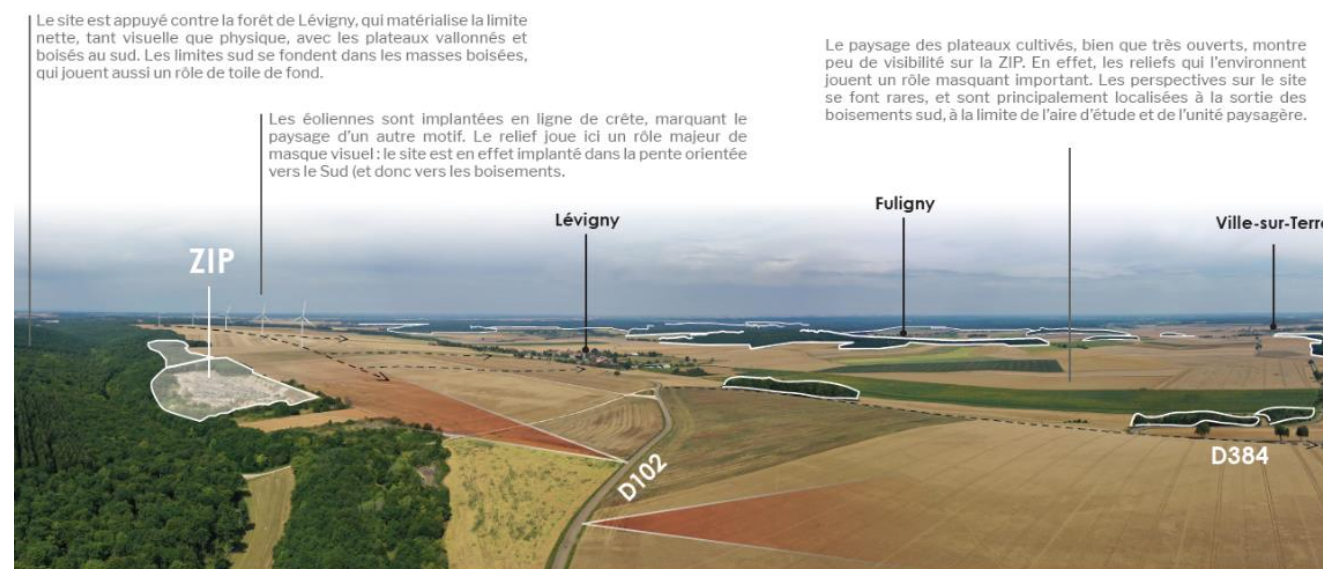 Le site est appuyé contre la forêt de Lévigny, qui matérialise la limite
nette, tant visuelle que physique, avec les plateaux vallonnés et
boisés au sud. Les limites sud se fondent dans les masses boisées,
qui jouent aussi un rôle de toile de fond.
Les éoliennes sont implantées en ligne de crête, marquant le
paysage d'un autre motif. Le relief joue ici un rôle majeur de
masque visuel : le site est en effet implanté dans la pente orientée
vers le Sud (et donc vers les boisements.
Le paysage des plateaux cultivés, bien que très ouverts, montre
peu de visibilité sur la ZIP. En effet, les reliefs qui l'environnent
jouent un rôle masquant important. Les perspectives sur le site
se font rares, et sont principalement localisées à la sortie des
boisements sud, à la limite de l'aire d'étude et de l'unité paysagère.
ZIP
Lévigny
Fuligny
Ville-sur-Terre
D102
D384